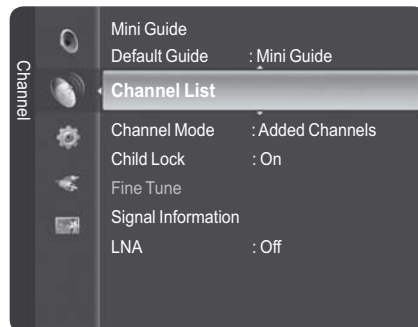 Channel
Mini Guide
Default Guide : Mini Guide
Channel List
Channel Mode : Added Channels
Child Lock : On
Fine Tune
Signal Information
LNA : Off